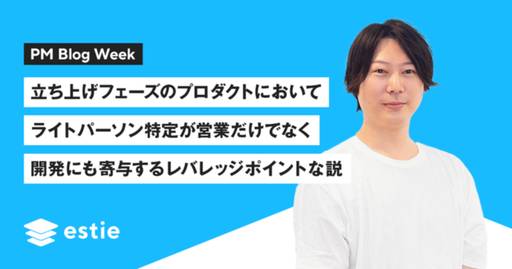 PM Blog Week
立ち上げフェーズのプロダクトにおいて
ライトパーソン特定が営業だけでなく
開発にも寄与するレバレッジポイントな説
estie